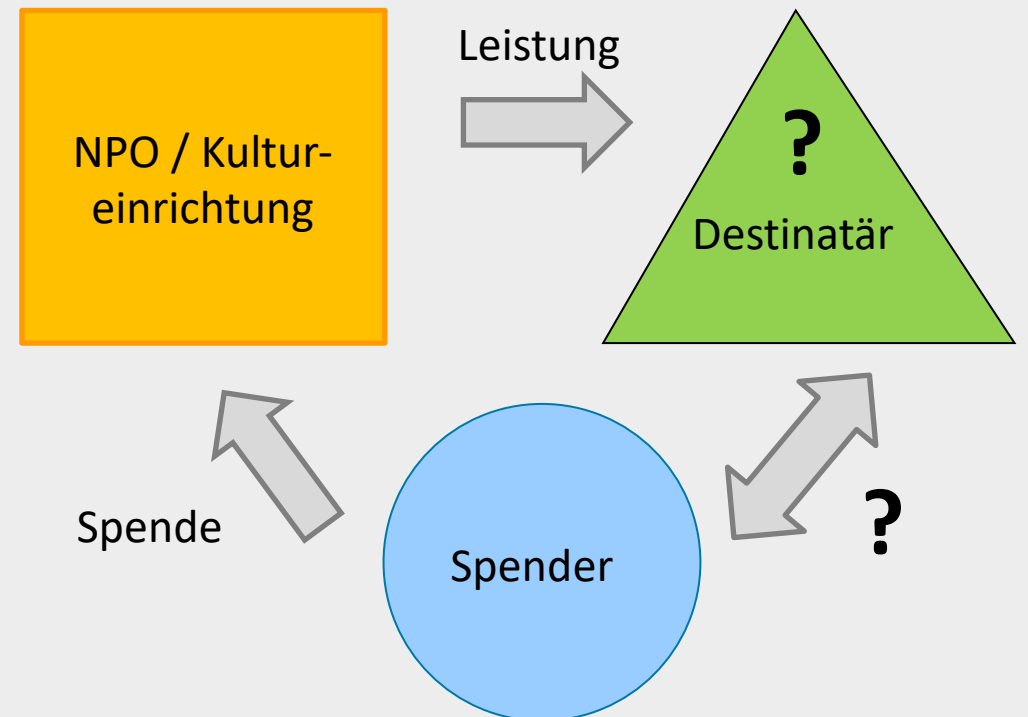 Leistung
NPO / Kultur-
einrichtung
?
Destinatär
Spende
Spender
?